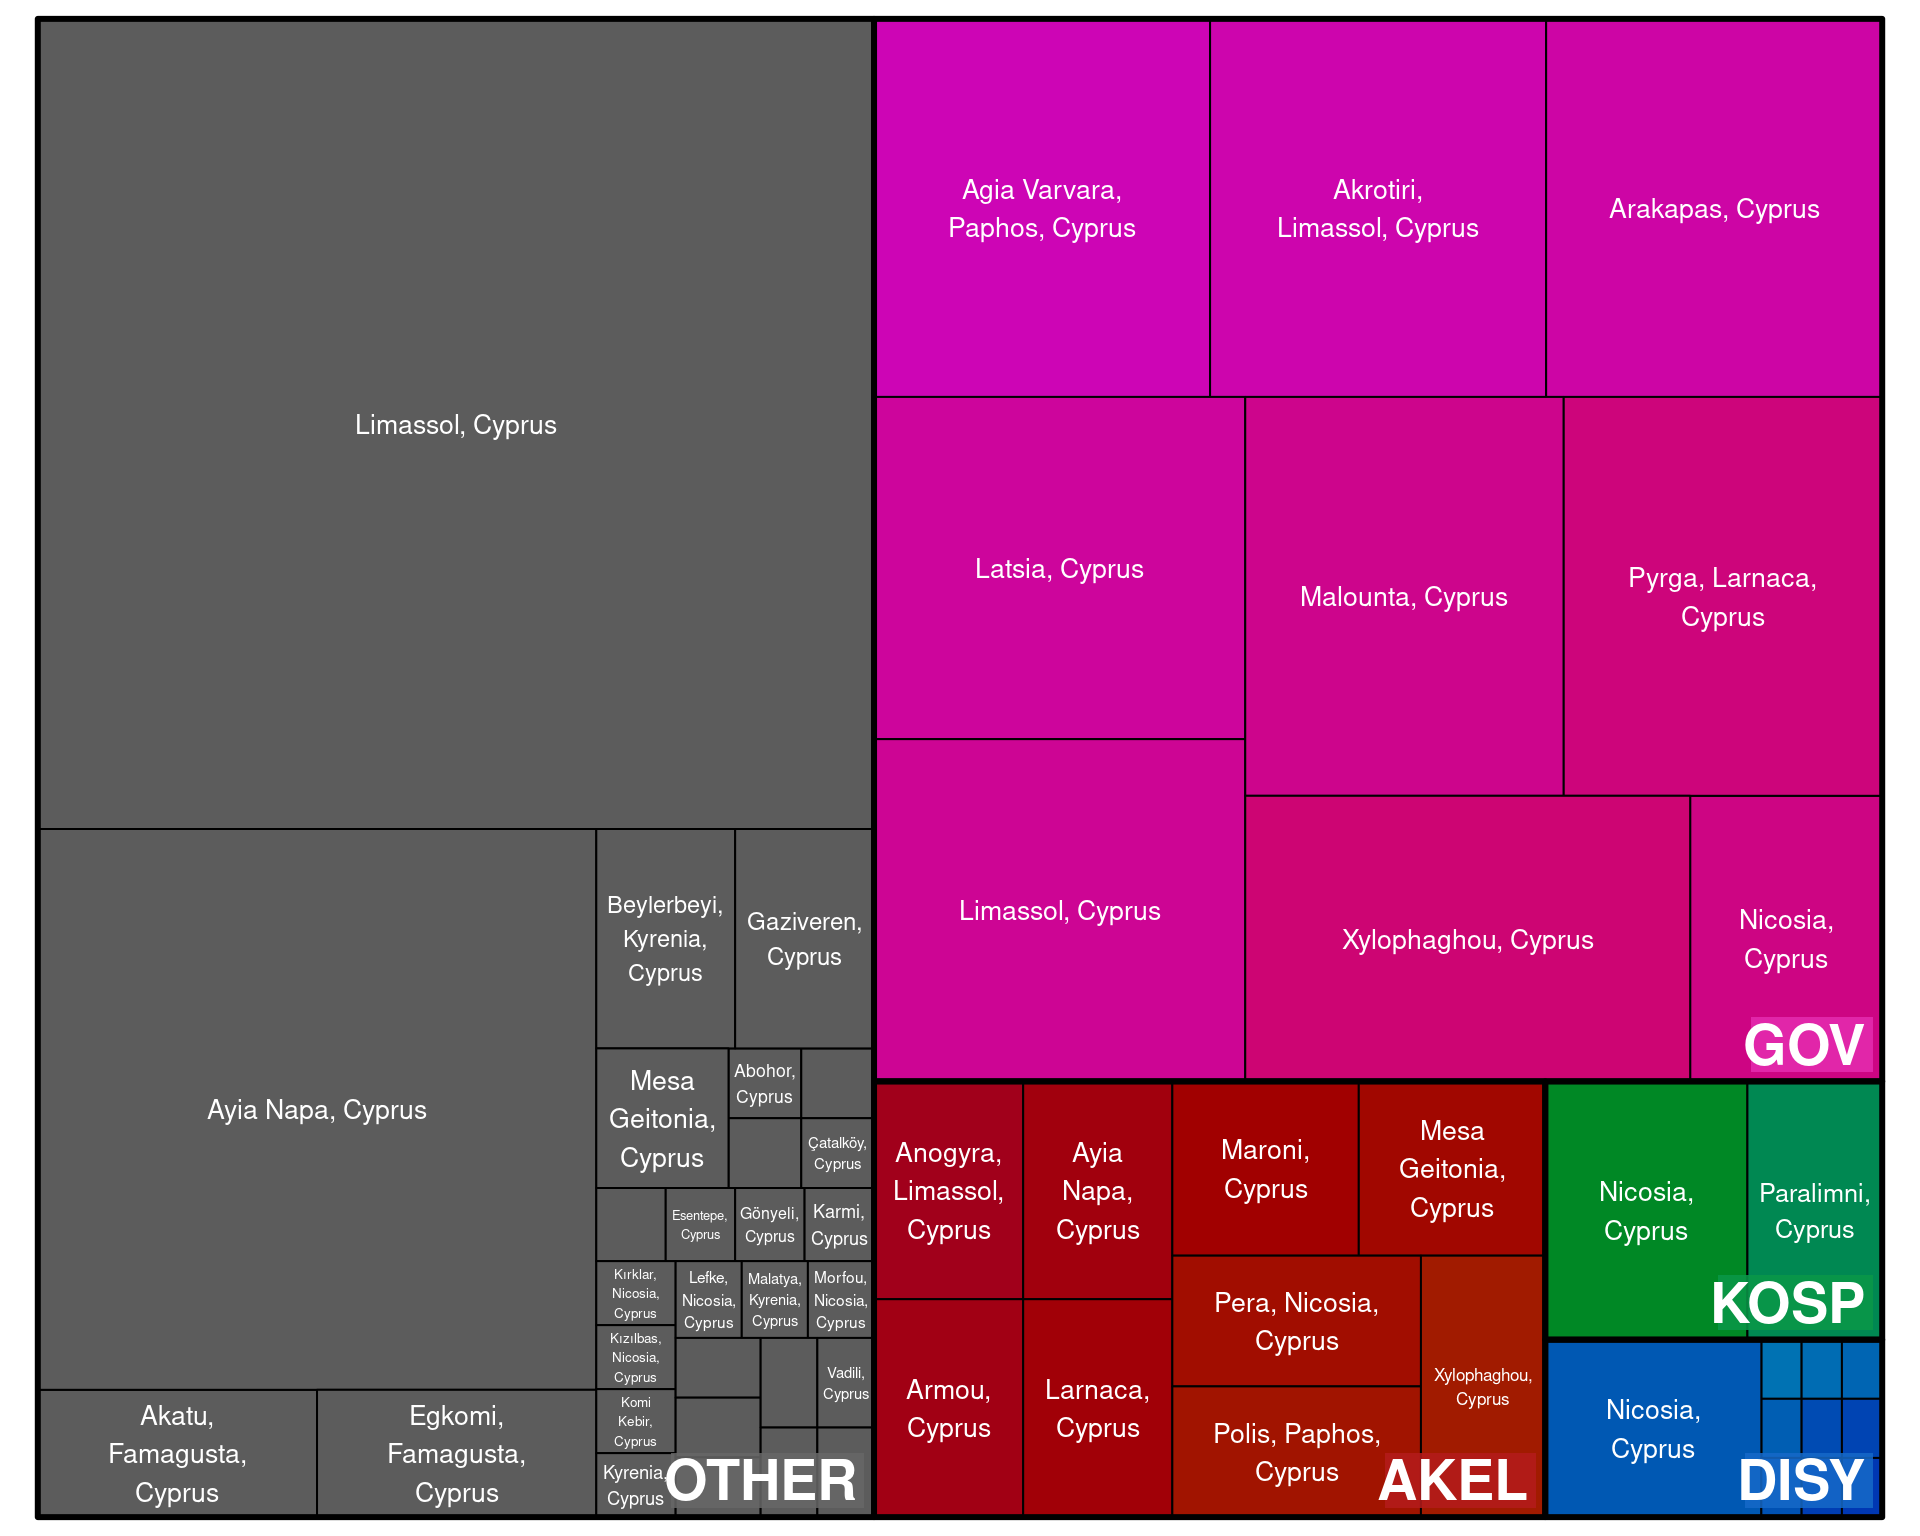 Limassol, Cyprus
Ayia Napa, Cyprus
Akatu,
Famagusta,
Cyprus
Egkomi,
Famagusta,
Cyprus
Beylerbeyi,
Kyrenia,
Cyprus
Gaziveren,
Cyprus
Mesa
Geitonia,
Cyprus
Abohor,
Cyprus
Çatalköy,
Cyprus
Esentepe,
Cyprus
Gönyeli,
Cyprus
Karmi,
Cyprus
Kırklar,
Nicosia,
Cyprus
Lefke,
Nicosia,
Cyprus
Malatya,
Kyrenia,
Cyprus
Morfou,
Nicosia,
Cyprus
Kızılbas,
Nicosia,
Cyprus
Komi
Kebir,
Cyprus
Kyrenia,
Cyprus
Vadili,
Cyprus
OTHER
Agia Varvara,
Paphos, Cyprus
Akrotiri,
Limassol, Cyprus
Arakapas, Cyprus
Latsia, Cyprus
Malounta, Cyprus
Pyrga, Larnaca,
Cyprus
Limassol, Cyprus
Xylophaghou, Cyprus
Nicosia,
Cyprus
GOV
Anogyra,
Limassol,
Cyprus
Ayia
Napa,
Cyprus
Maroni,
Cyprus
Mesa
Geitonia,
Cyprus
Armou,
Cyprus
Larnaca,
Cyprus
Pera, Nicosia,
Cyprus
Polis, Paphos,
Cyprus
Xylophaghou,
Cyprus
AKEL
Nicosia,
Cyprus
Paralimni,
Cyprus
KOSP
Nicosia,
Cyprus
DISY